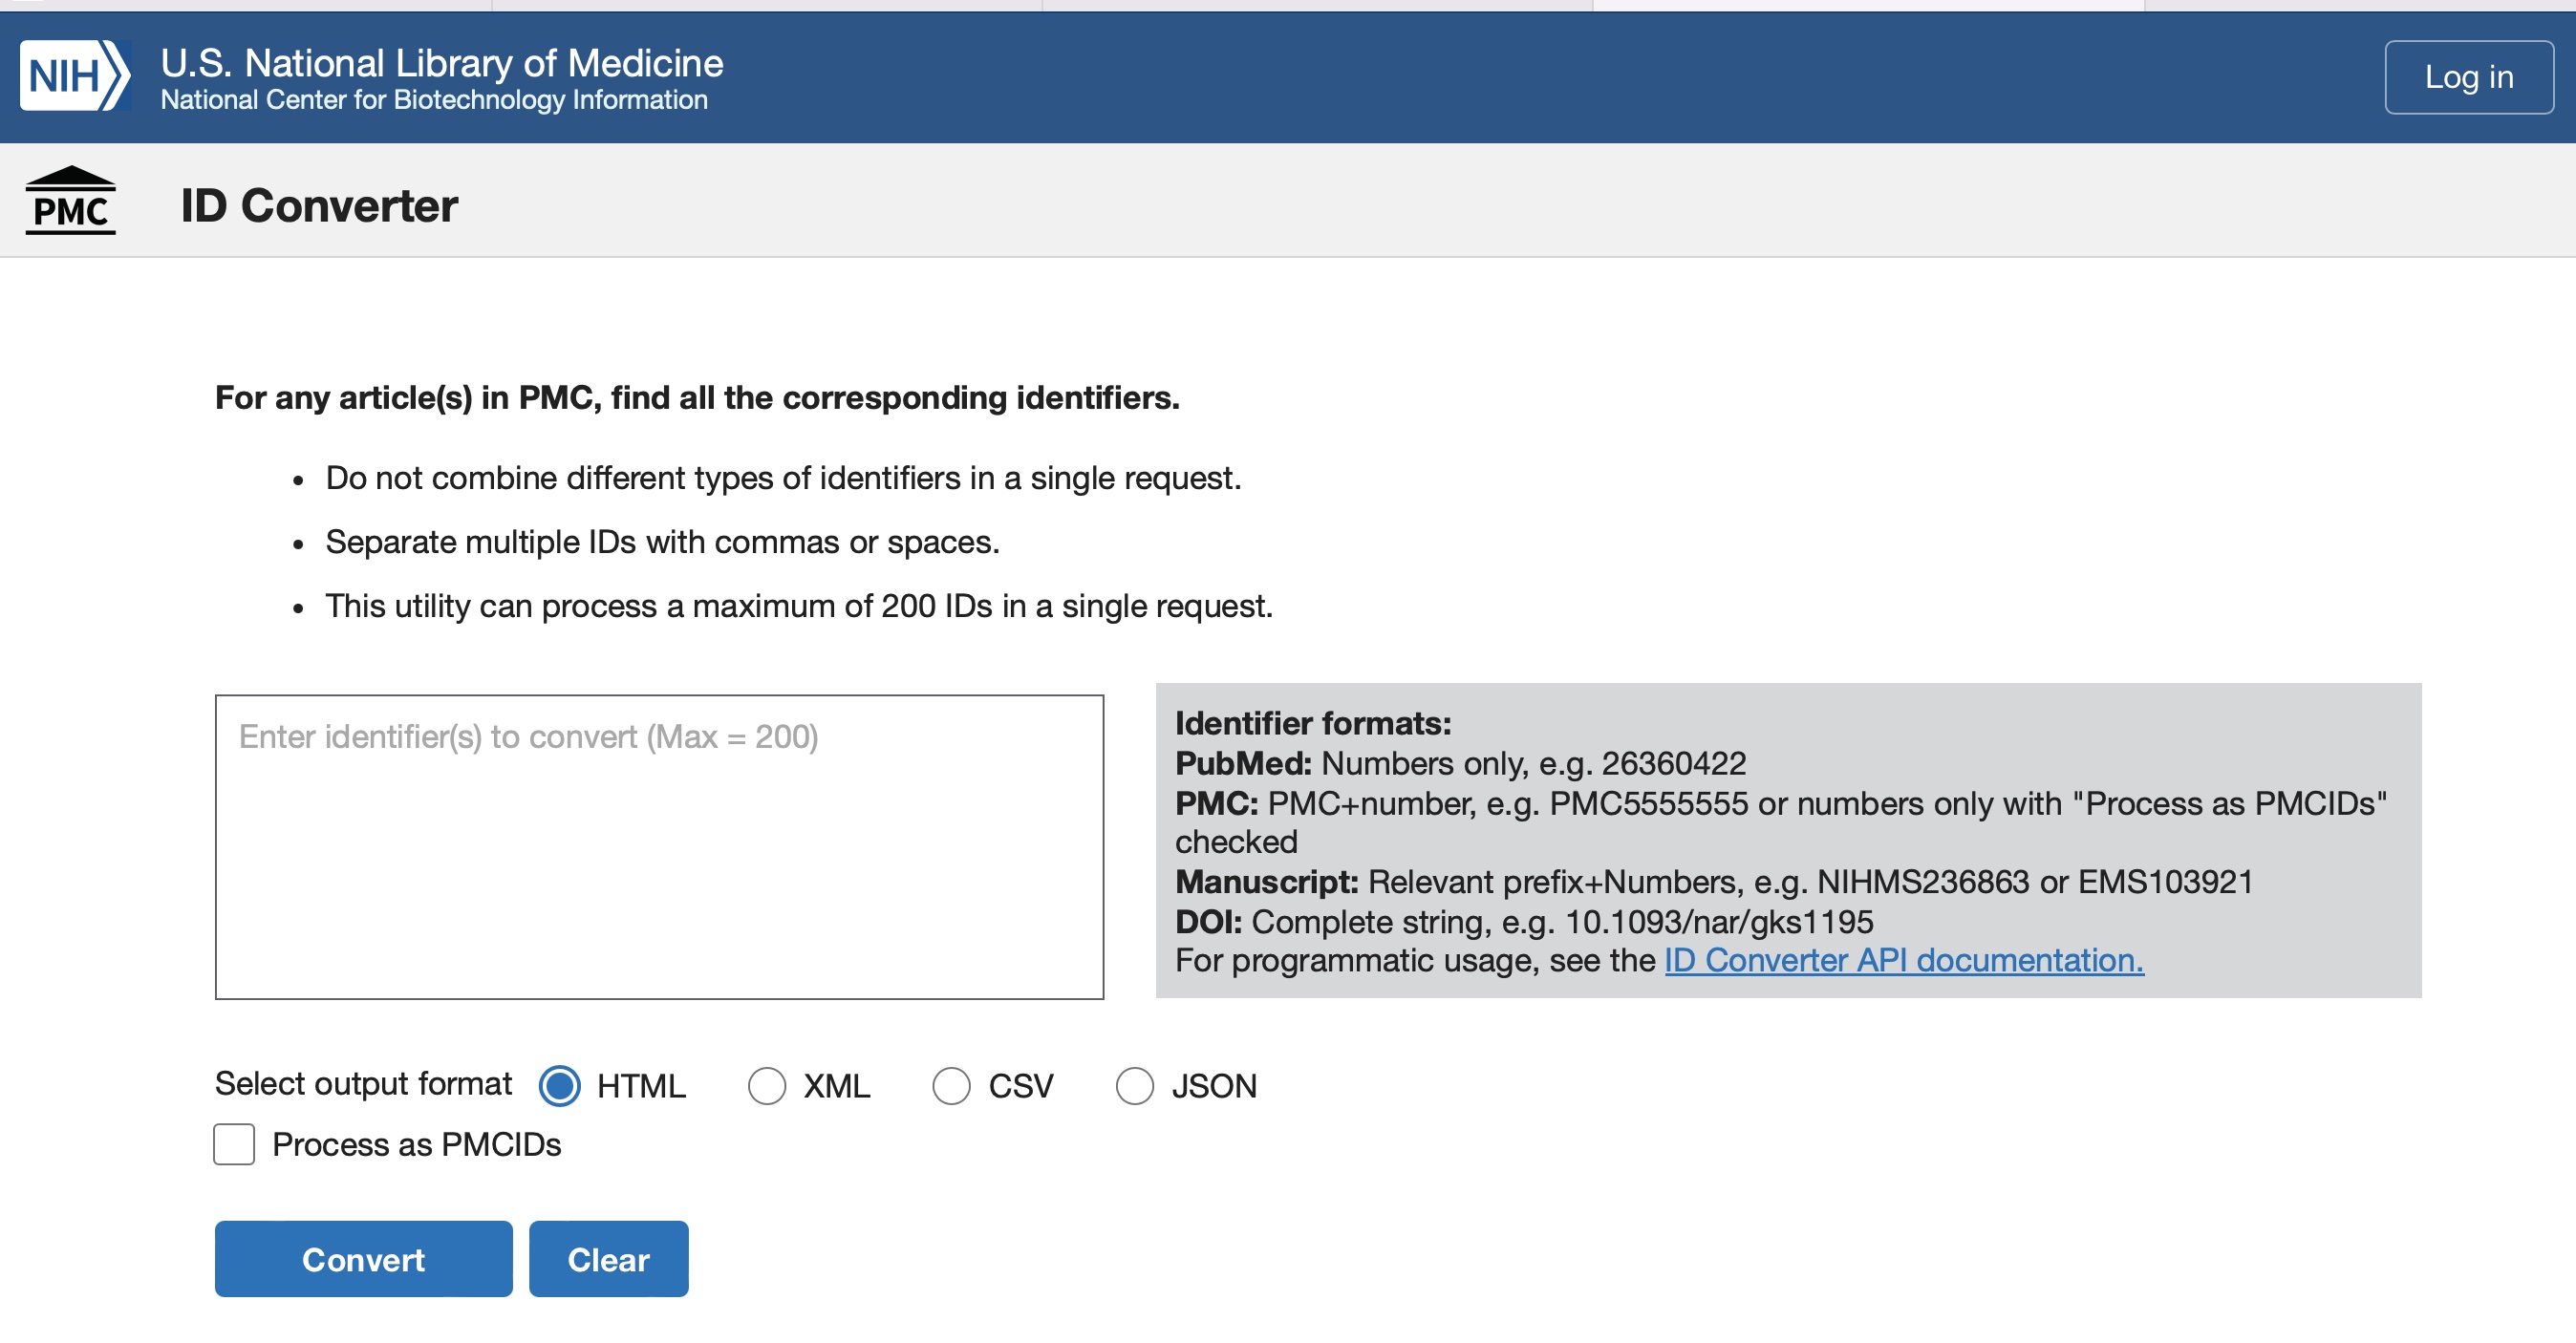 NIH
U.S. National Library of Medicine
National Center for Biotechnology Information
Log in
PMC
ID Converter
For any article(s) in PMC, find all the corresponding identifiers.
• Do not combine different types of identifiers in a single request.
• Separate multiple IDs with commas or spaces.
• This utility can process a maximum of 200 IDs in a single request.
Enter identifier(s) to convert (Max = 200)
Identifier formats:
PubMed: Numbers only, e.g. 26360422
PMC: PMC+number, e.g. PMC5555555 or numbers only with "Process as PMCIDs"
checked
Manuscript: Relevant prefix+Numbers, e.g. NIHMS236863 or EMS103921
DOI: Complete string, e.g. 10.1093/nar/gks1195
For programmatic usage, see the ID Converter API documentation.
Select output format HTML XML CSV JSON
Process as PMCIDs
Convert Clear